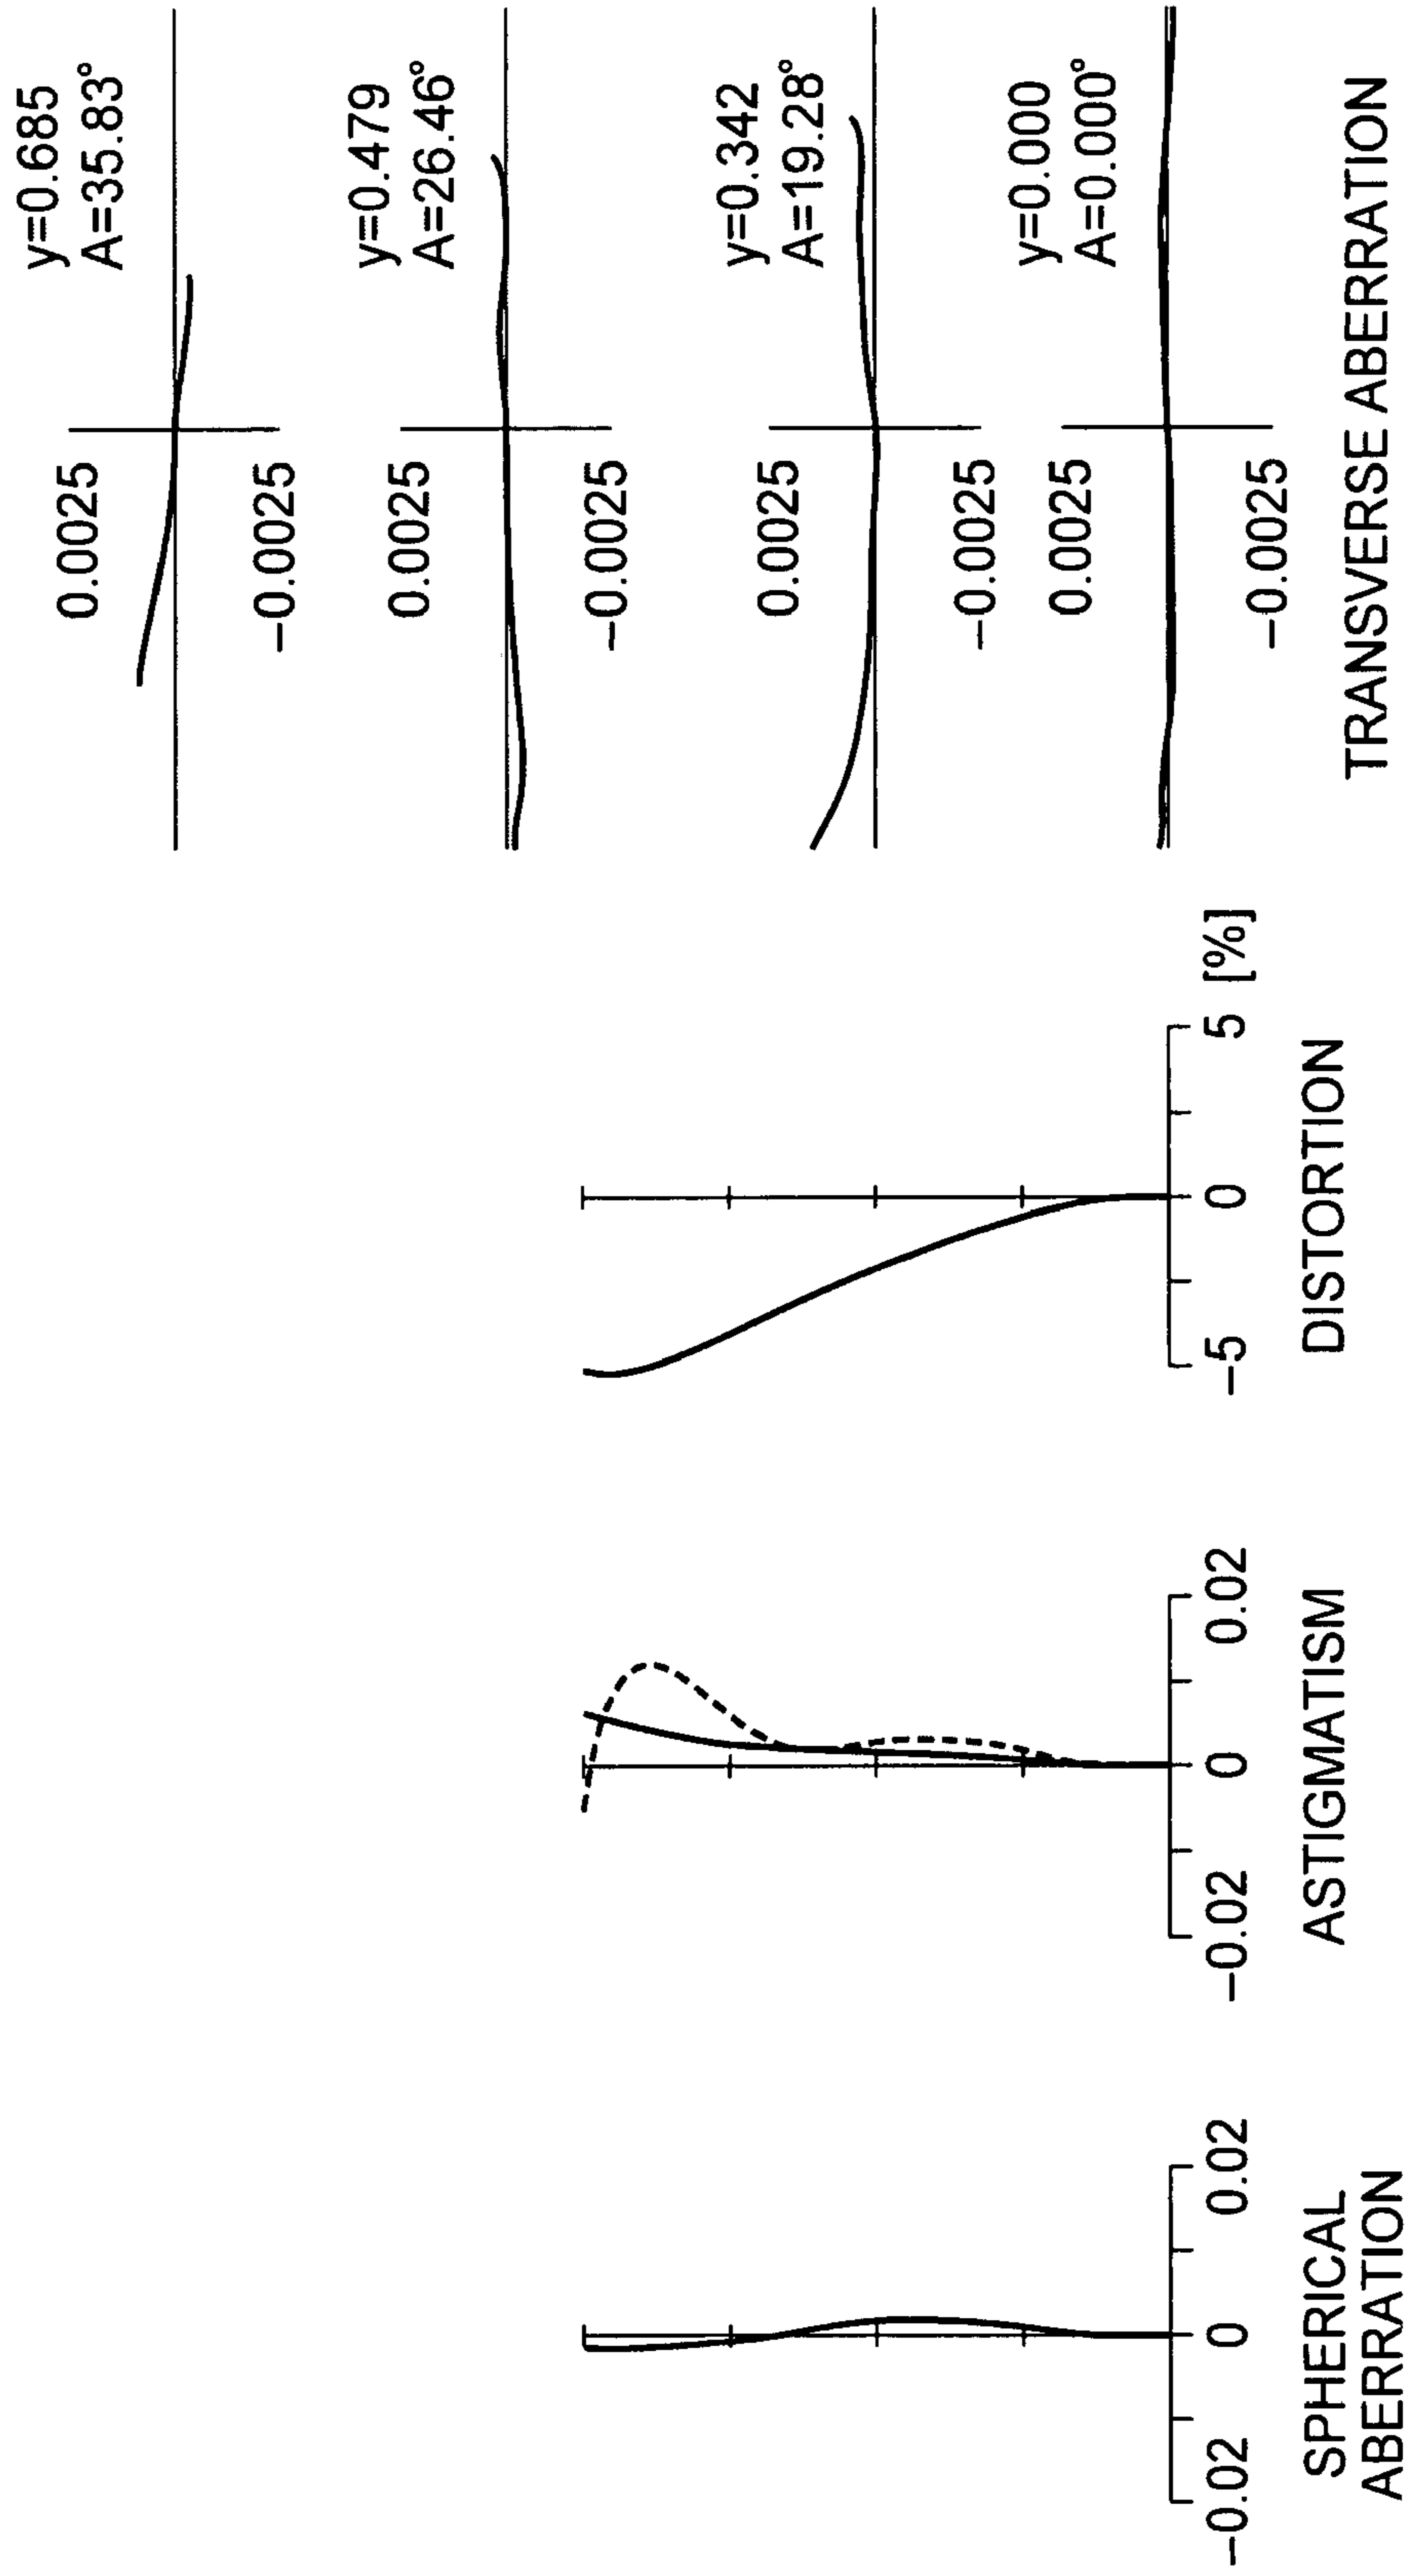 SPHERICAL
ABERRATION
−0.02 0 0.02
ASTIGMATISM
−0.02 0 0.02
DISTORTION
−5 0 5 [%]
TRANSVERSE ABERRATION
y=0.685
A=35.83°
0.0025
−0.0025
y=0.479
A=26.46°
0.0025
−0.0025
y=0.342
A=19.28°
0.0025
−0.0025
y=0.000
A=0.000°
0.0025
−0.0025